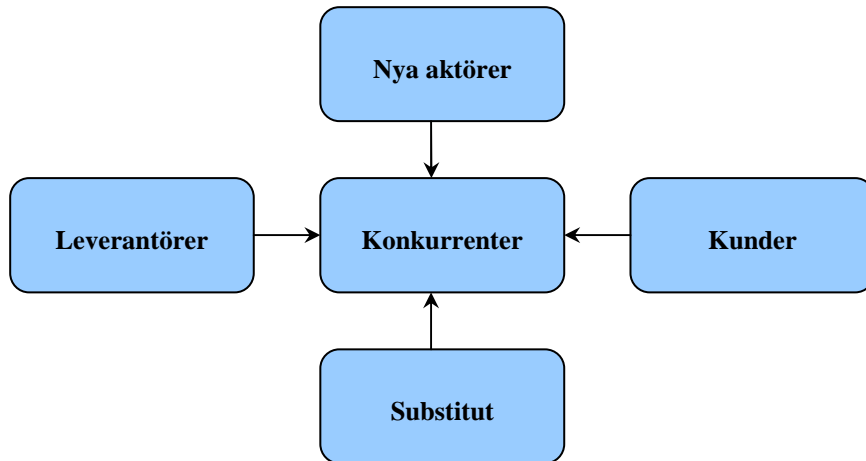 Nya aktörer
Leverantörer
Konkurrenter
Kunder
Substitut